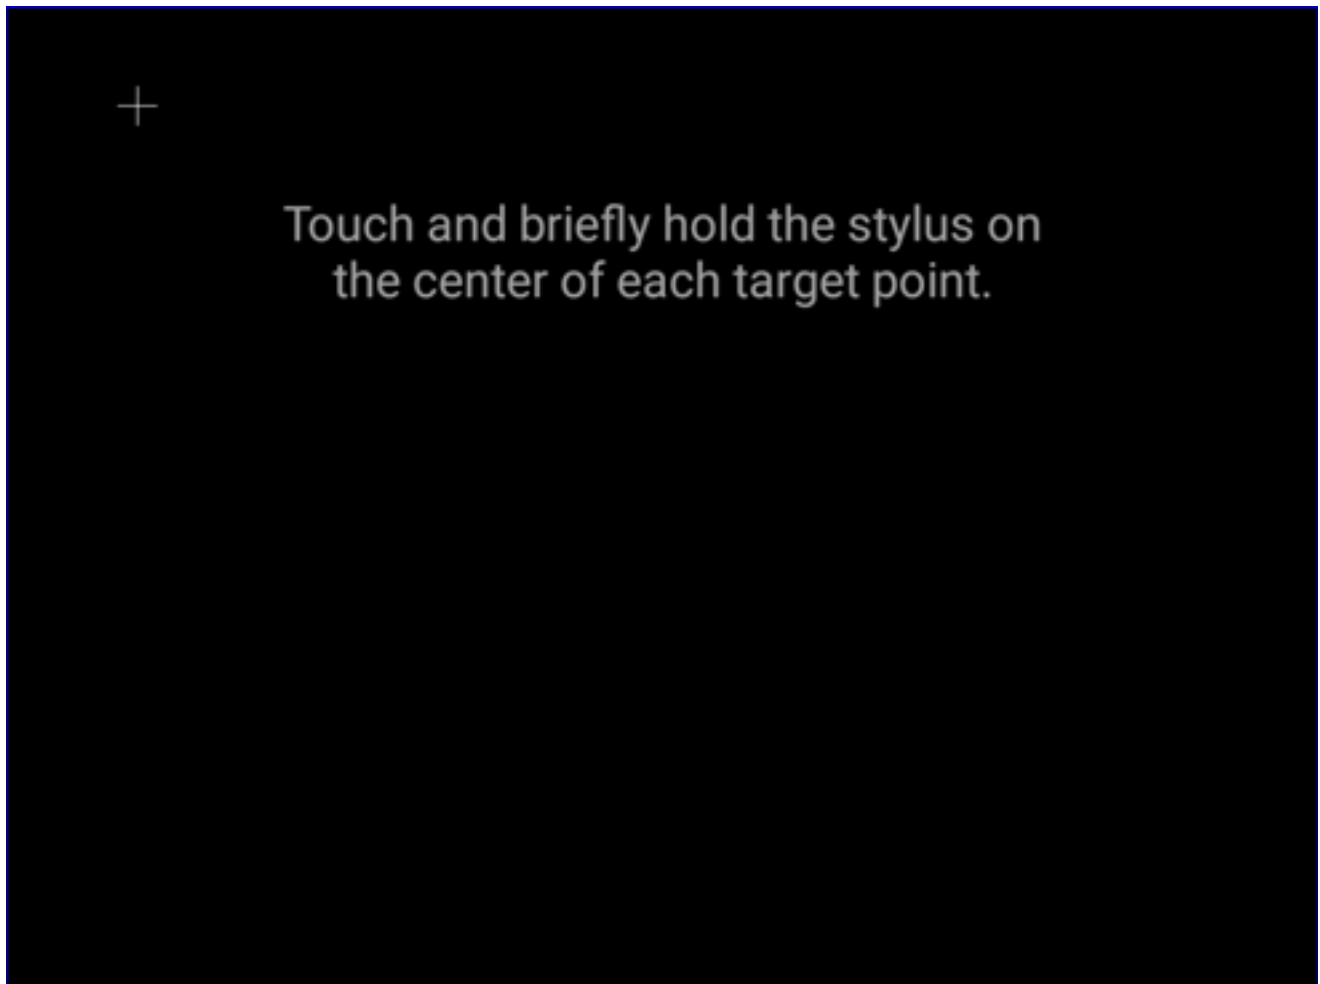 Touch and briefly hold the stylus on
the center of each target point.